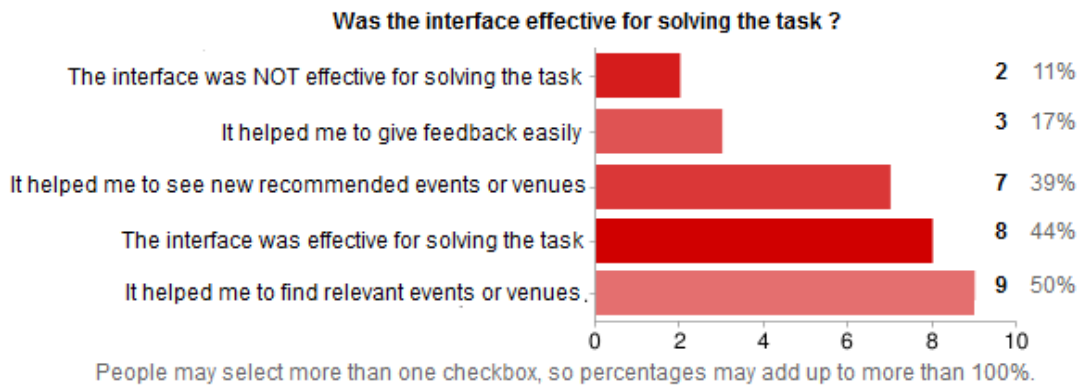 Was the interface effective for solving the task ?
The interface was NOT effective for solving the task 2 11%
It helped me to give feedback easily 3 17%
It helped me to see new recommended events or venues 7 39%
The interface was effective for solving the task 8 44%
It helped me to find relevant events or venues. 9 50%
0 2 4 6 8 10
People may select more than one checkbox, so percentages may add up to more than 100%.